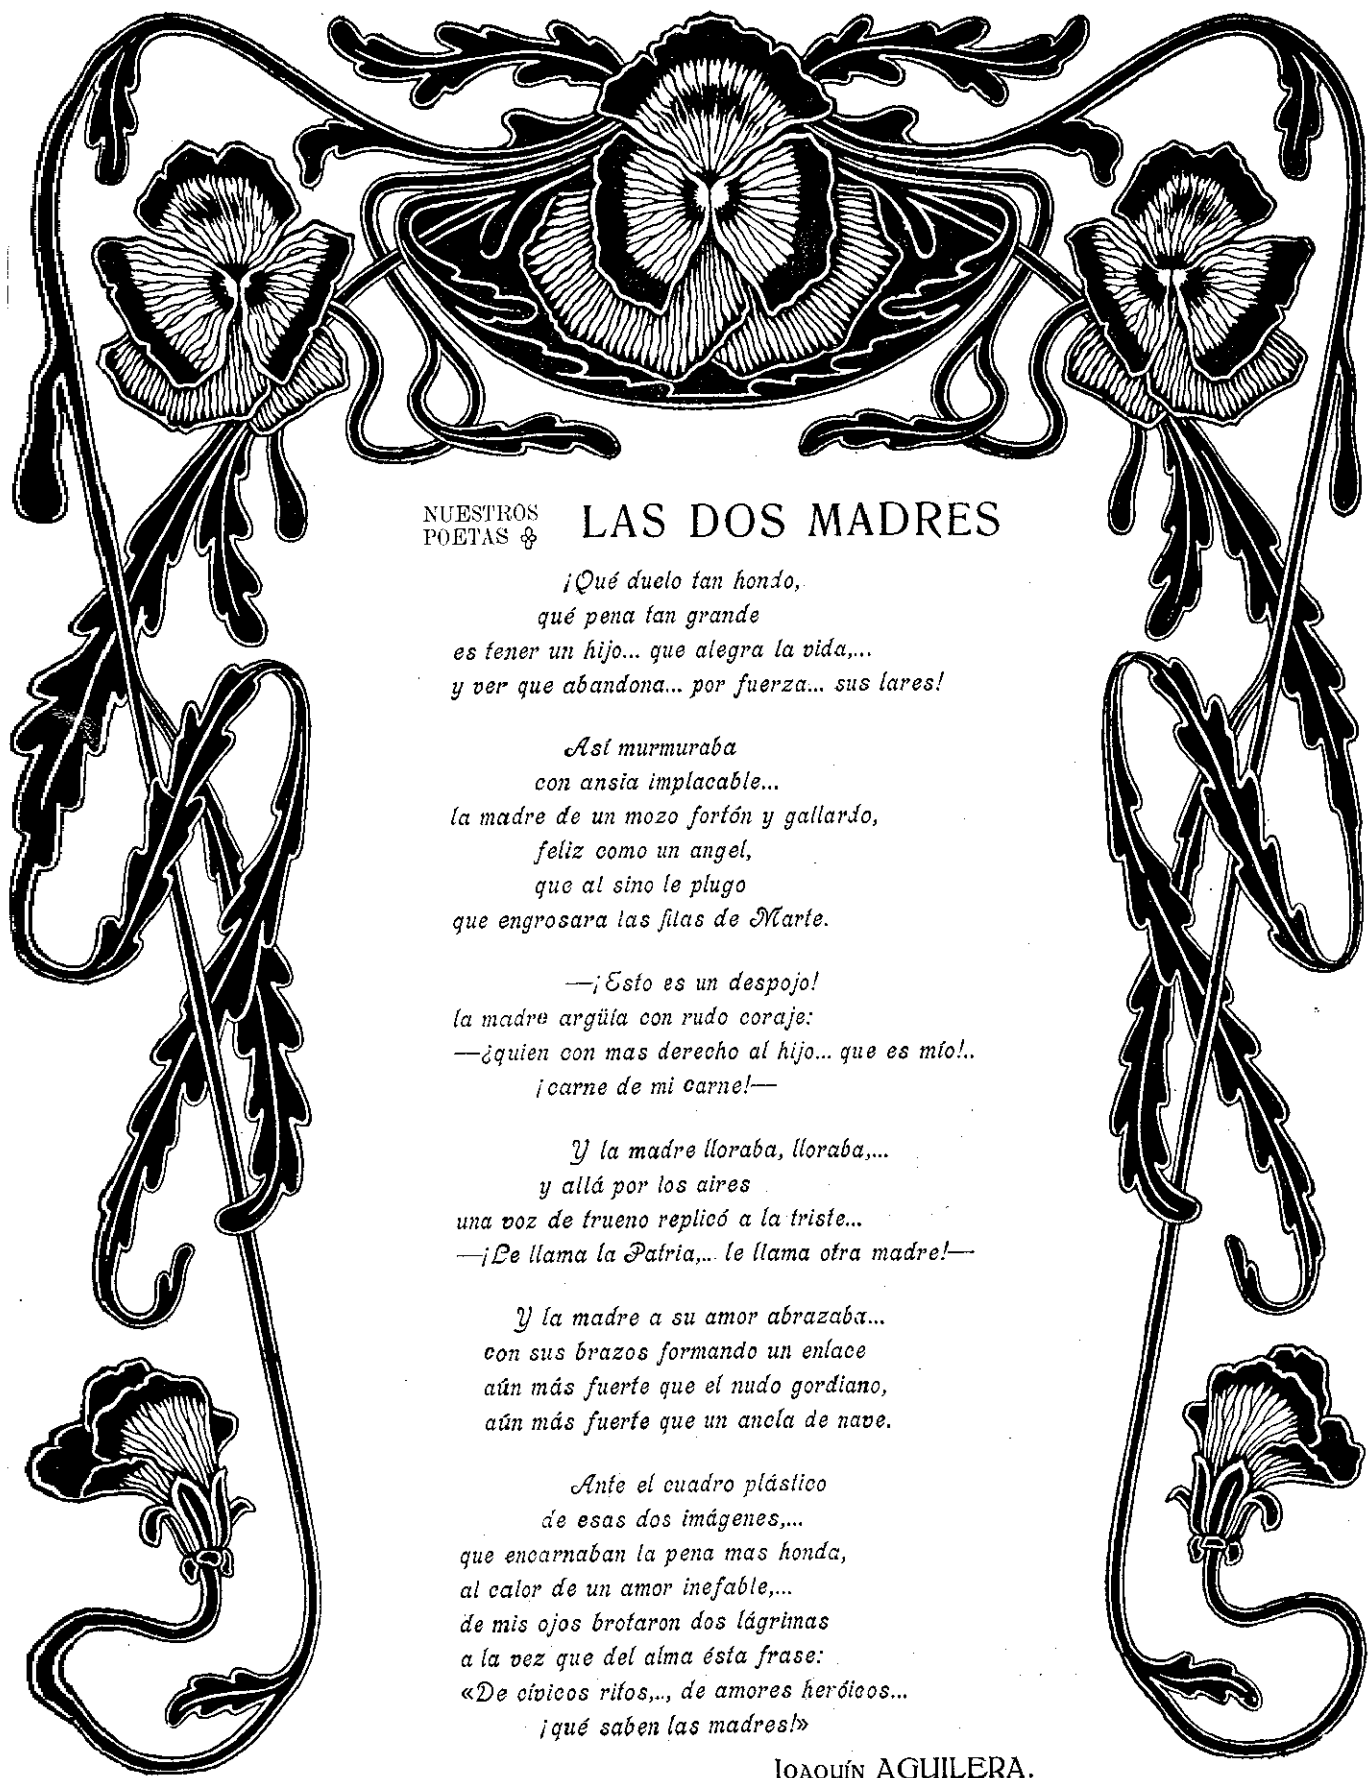 NUESTROS
POETAS
LAS DOS MADRES
¡Qué duelo tan hondo,
qué pena tan grande
es tener un hijo... que alegra la vida,...
y ver que abandona... por fuerza... sus lares!
Así murmuraba
con ansia implacable...
la madre de un mozo fortón y gallardo,
feliz como un angel,
que al sino le plugo
que engrosara las filas de Marte.
—¡Esto es un despojo!
la madre argüía con rudo coraje:
—¿quien con mas derecho al hijo... que es mío!..
¡carne de mi carne!—
Y la madre lloraba, lloraba,...
y allá por los aires
una voz de trueno replicó a la triste...
—¡Le llama la Patria,... le llama otra madre!—
Y la madre a su amor abrazaba...
con sus brazos formando un enlace
aún más fuerte que el nudo gordiano,
aún más fuerte que un ancla de nave.
Ante el cuadro plástico
de esas dos imágenes,...
que encarnaban la pena mas honda,
al calor de un amor inefable,...
de mis ojos brotaron dos lágrimas
a la vez que del alma ésta frase:
«De cívicos ritos,.., de amores heróicos...
¡qué saben las madres!»
JOAQUÍN AGUILERA.